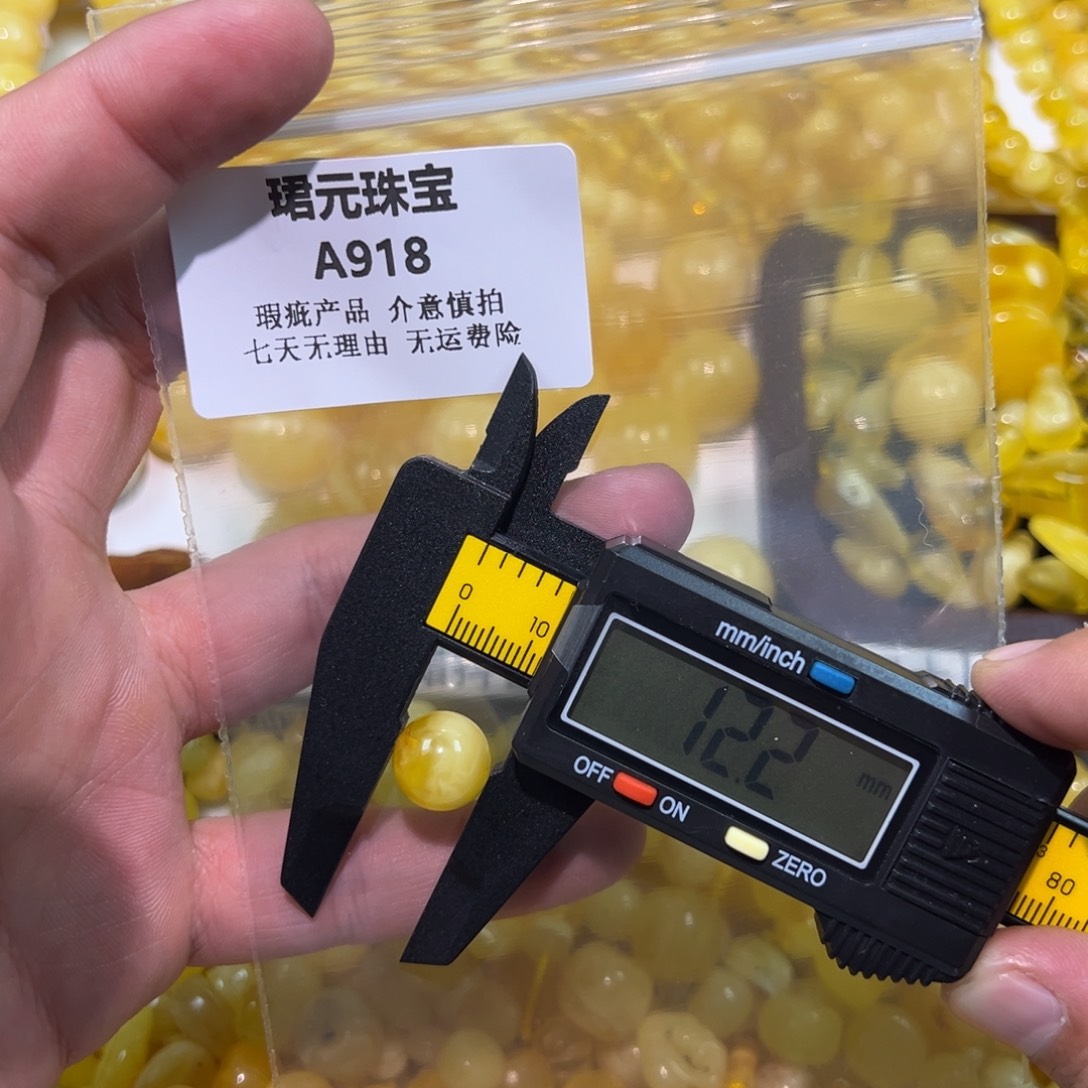 珺元珠宝
A918
瑕疵产品 介意慎拍
七天无理由 无运费险
0
10
mm/inch
12.2 mm
OFF
ON
ZERO
80